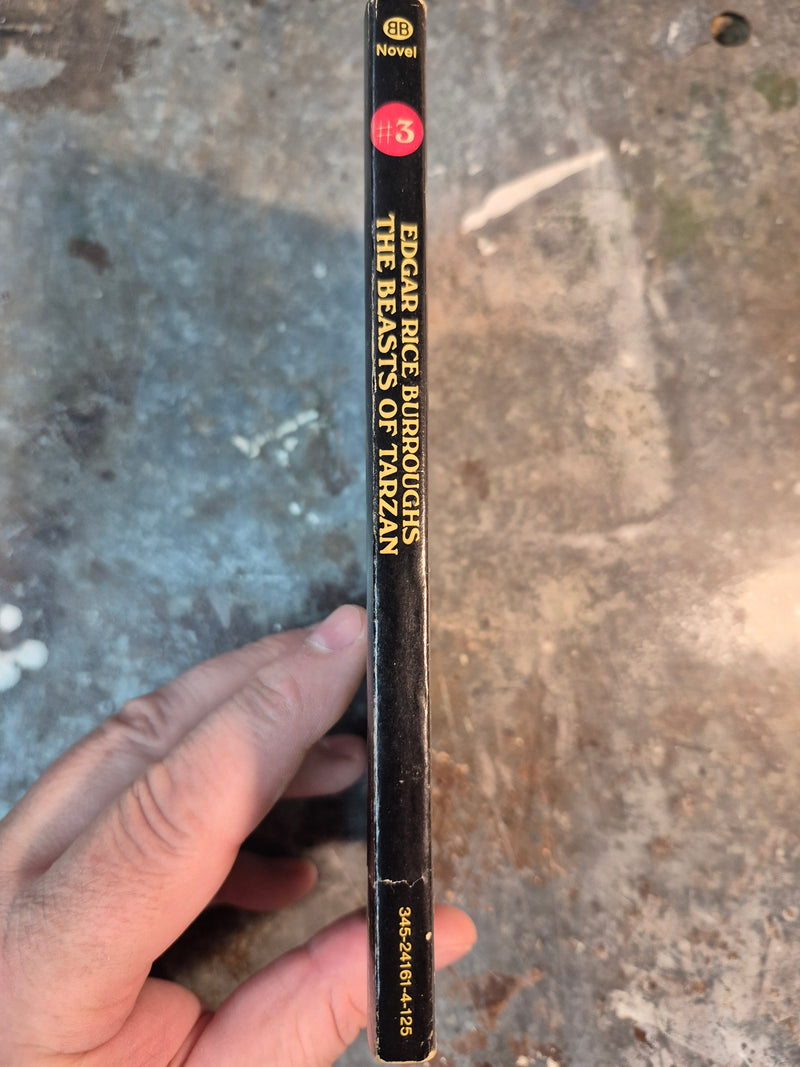 BB
Novel
#3
EDGAR RICE BURROUGHS
THE BEASTS OF TARZAN
345-24161-4-125